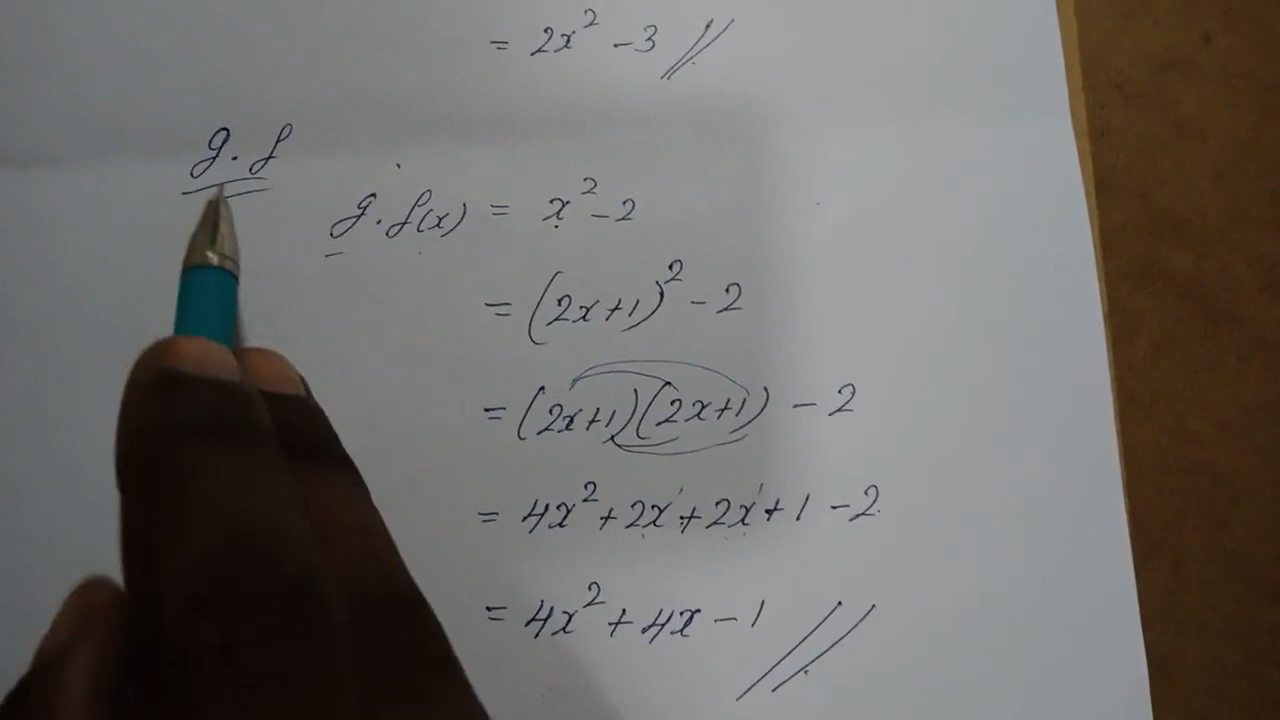 = 2x² - 3 //
g . f
g . f(x) = x² - 2
= (2x+1)² - 2
= (2x+1)(2x+1) - 2
= 4x² + 2x + 2x + 1 - 2
= 4x² + 4x - 1 //